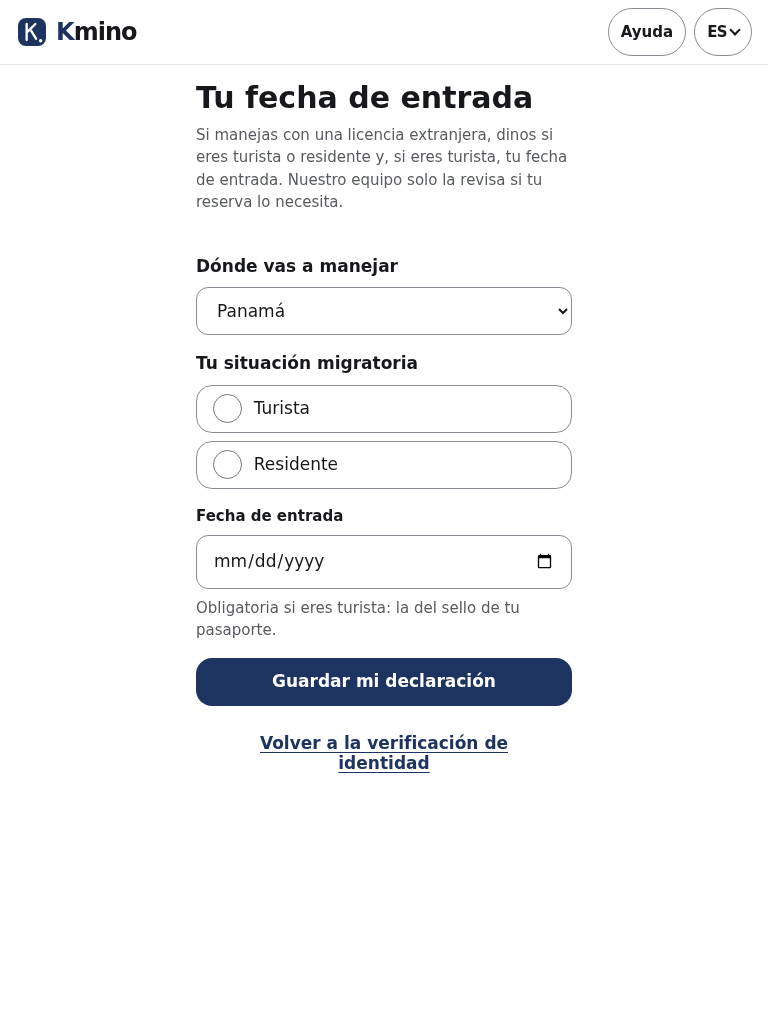 K. Kmino
Ayuda
ES
Tu fecha de entrada
Si manejas con una licencia extranjera, dinos si
eres turista o residente y, si eres turista, tu fecha
de entrada. Nuestro equipo solo la revisa si tu
reserva lo necesita.
Dónde vas a manejar
Panamá
Tu situación migratoria
Turista
Residente
Fecha de entrada
mm/dd/yyyy
Obligatoria si eres turista: la del sello de tu
pasaporte.
Guardar mi declaración
Volver a la verificación de
identidad